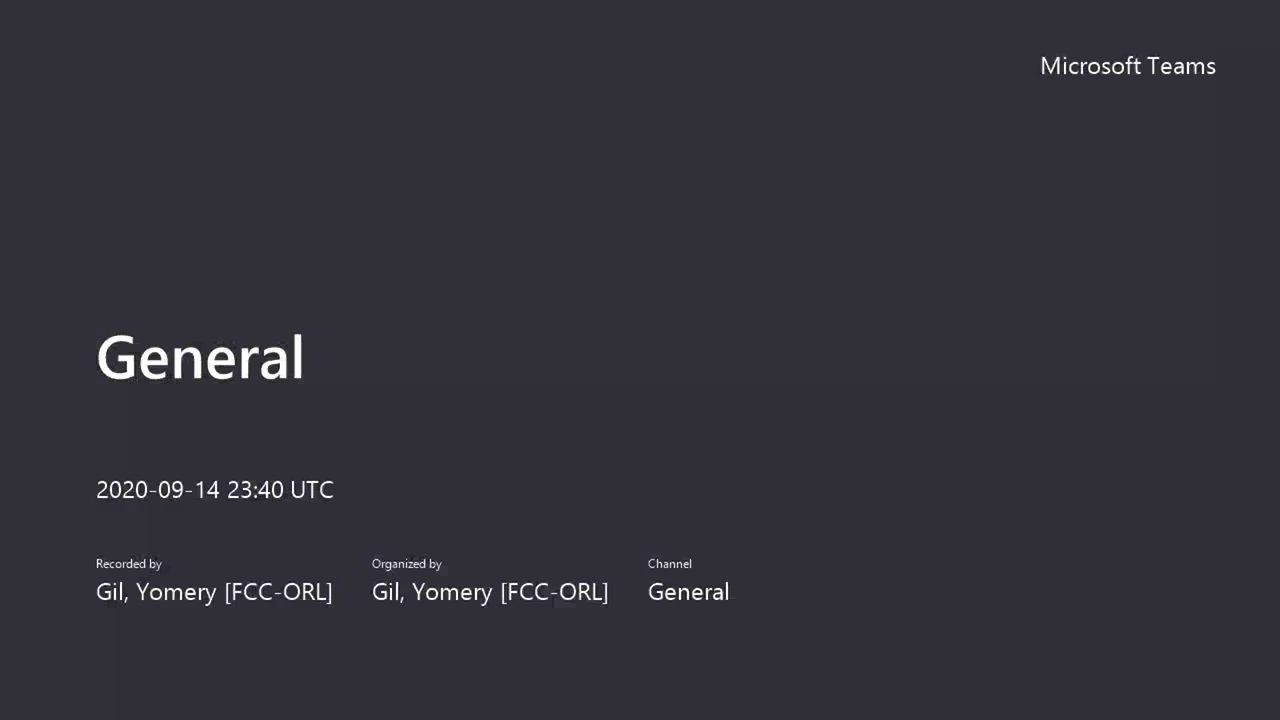 Microsoft Teams
General
2020-09-14 23:40 UTC
Recorded by
Gil, Yomery [FCC-ORL]
Organized by
Gil, Yomery [FCC-ORL]
Channel
General